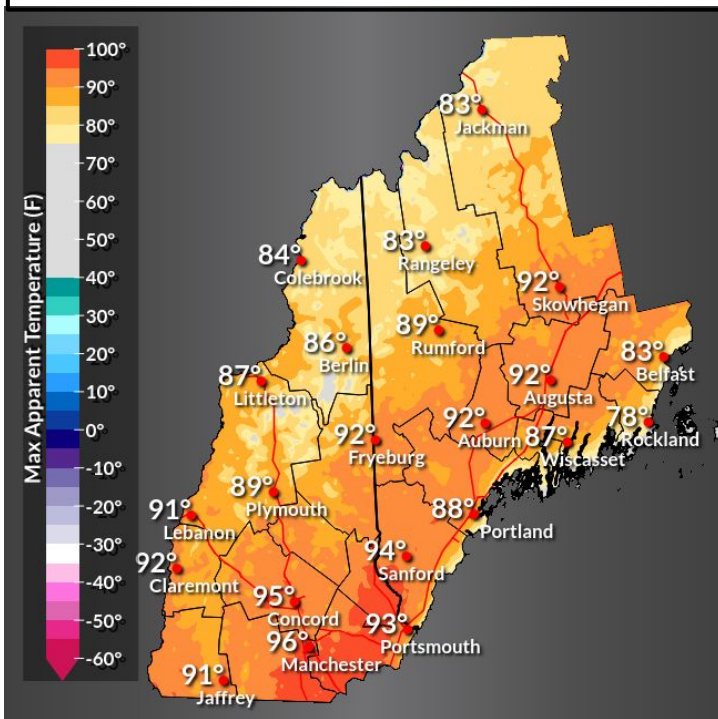 Max Apparent Temperature (F)
100°
90°
80°
70°
60°
50°
40°
30°
20°
10°
0°
-10°
-20°
-30°
-40°
-50°
-60°
83°
Jackman
84°
Colebrook
83°
Rangeley
92°
Skowhegan
86°
Berlin
89°
Rumford
83°
Belfast
87°
Littleton
92°
Augusta
92°
Fryeburg
92°
Auburn
87°
Wiscasset
78°
Rockland
89°
Plymouth
91°
Lebanon
88°
Portland
92°
Claremont
94°
Sanford
95°
Concord
93°
Portsmouth
96°
Manchester
91°
Jaffrey